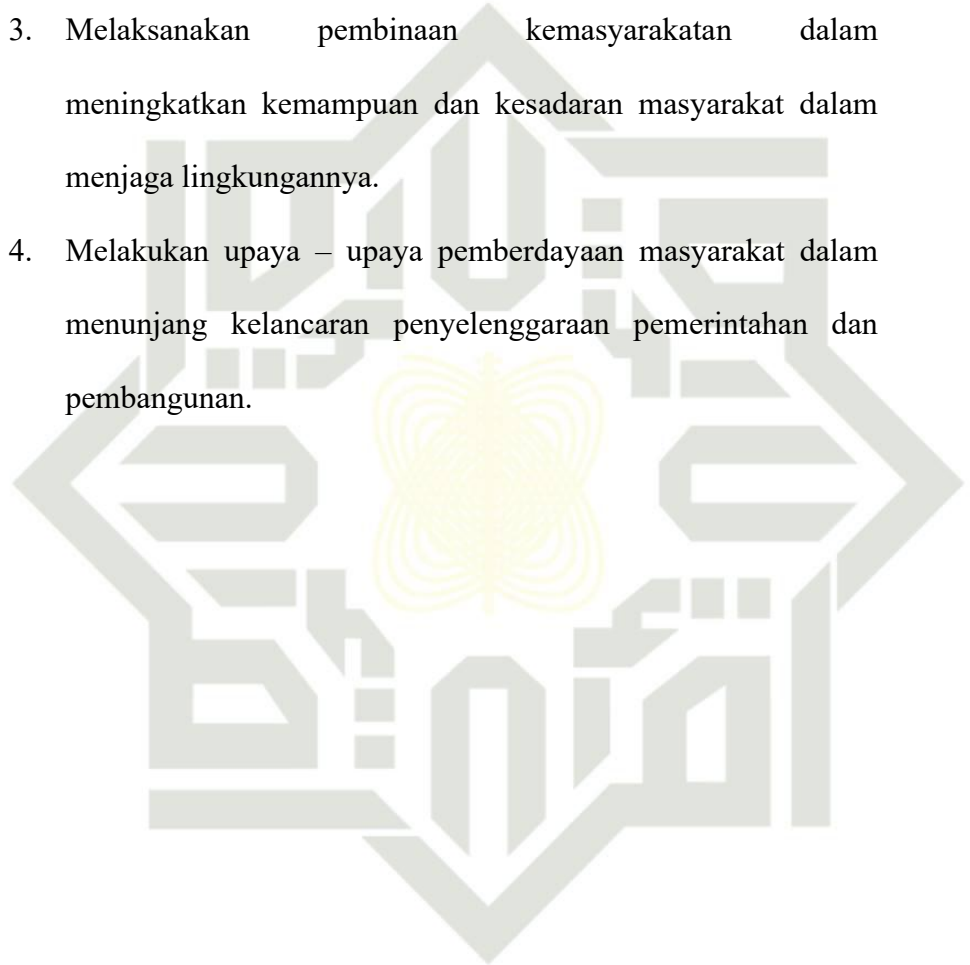 3. Melaksanakan pembinaan kemasyarakatan dalam
meningkatkan kemampuan dan kesadaran masyarakat dalam
menjaga lingkungannya.
4. Melakukan upaya – upaya pemberdayaan masyarakat dalam
menunjang kelancaran penyelenggaraan pemerintahan dan
pembangunan.